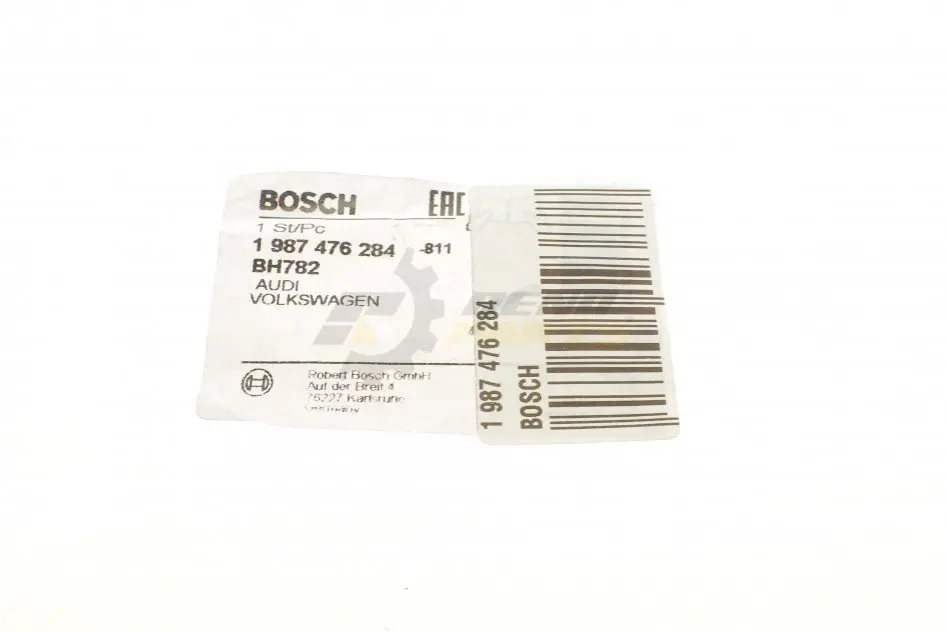 BOSCH EAC
1 St/Pc
1 987 476 284 -811
BH782
AUDI
VOLKSWAGEN
Robert Bosch GmbH
Auf der Breit 4
76227 Karlsruhe
Germany
1 987 476 284
BOSCH